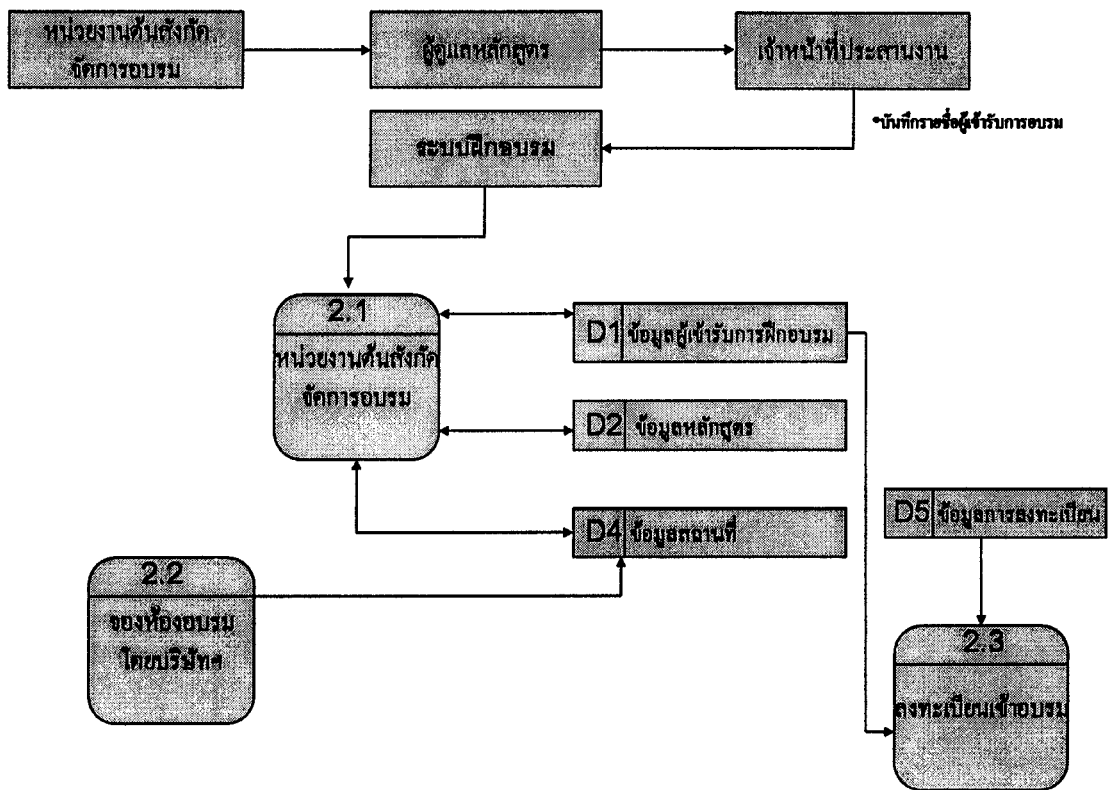 หน่วยงานต้นสังกัด
จัดการอบรม
ผู้ดูแลหลักสูตร
เจ้าหน้าที่ประสานงาน
*บันทึกรายชื่อผู้เข้ารับการอบรม
ระบบฝึกอบรม
2.1
หน่วยงานต้นสังกัด
จัดการอบรม
D1 ข้อมูลผู้เข้ารับการฝึกอบรม
D2 ข้อมูลหลักสูตร
D4 ข้อมูลสถานที่
D5 ข้อมูลการลงทะเบียน
2.2
จองห้องอบรม
โดยบริษัทฯ
2.3
ลงทะเบียนเข้าอบรม